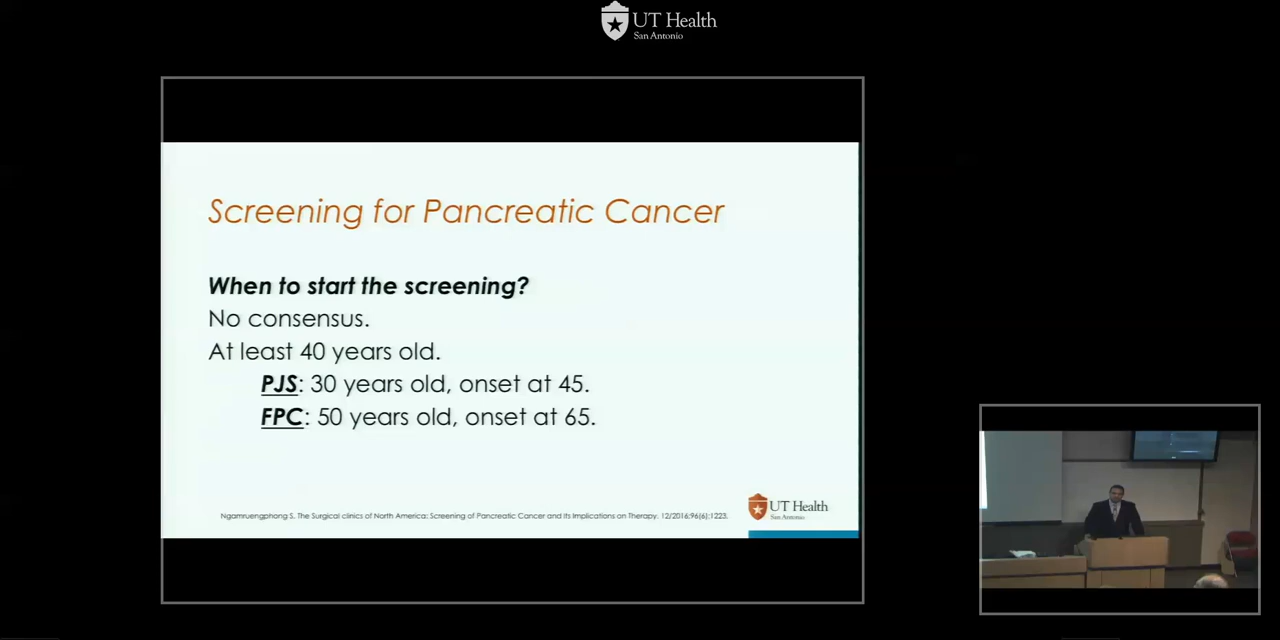 UT Health
San Antonio
Screening for Pancreatic Cancer
When to start the screening?
No consensus.
At least 40 years old.
PJS: 30 years old, onset at 45.
FPC: 50 years old, onset at 65.
Ngamruengphong S. The Surgical clinics of North America: Screening of Pancreatic Cancer and Its Implications on Therapy. 12/2016;96(6):1223.
UT Health
San Antonio